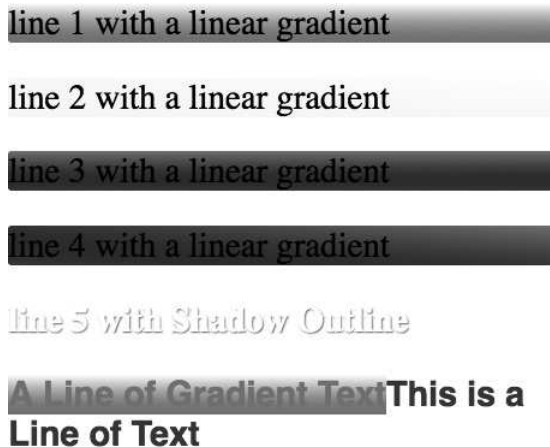 line 1 with a linear gradient
line 2 with a linear gradient
line 3 with a linear gradient
line 4 with a linear gradient
line 5 with Shadow Outline
A Line of Gradient TextThis is a
Line of Text